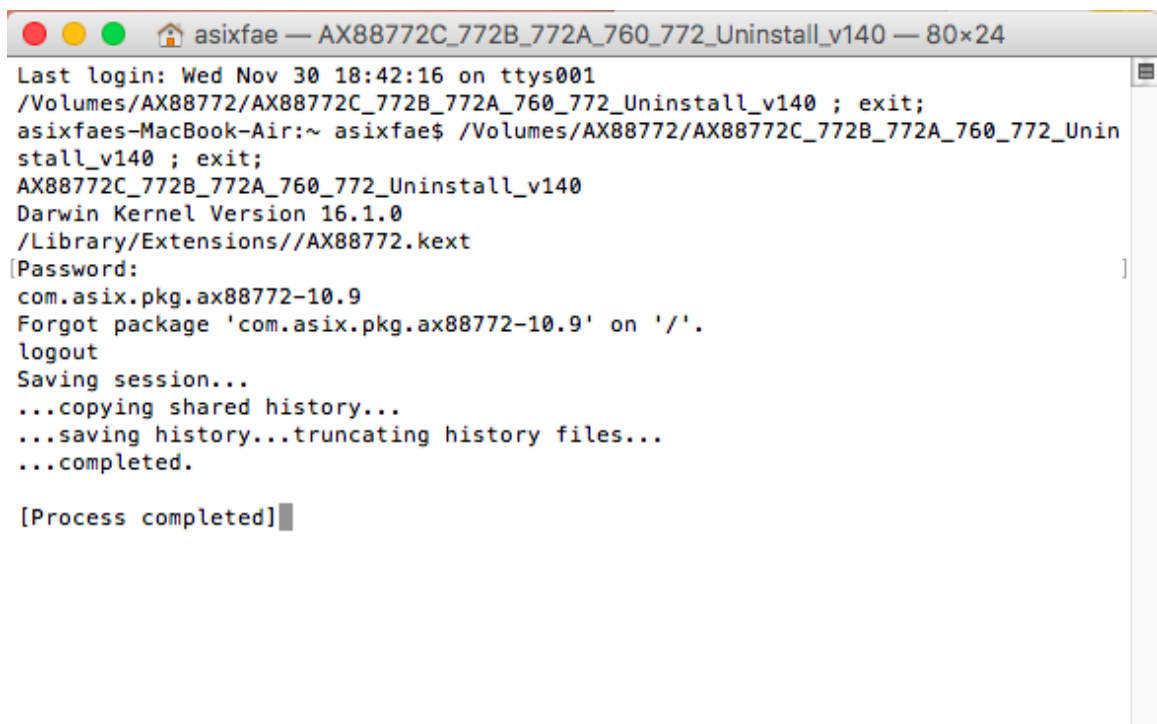 asixfae — AX88772C_772B_772A_760_772_Uninstall_v140 — 80×24
Last login: Wed Nov 30 18:42:16 on ttys001
/Volumes/AX88772/AX88772C_772B_772A_760_772_Uninstall_v140 ; exit;
asixfaes-MacBook-Air:~ asixfae$ /Volumes/AX88772/AX88772C_772B_772A_760_772_Unin
stall_v140 ; exit;
AX88772C_772B_772A_760_772_Uninstall_v140
Darwin Kernel Version 16.1.0
/Library/Extensions//AX88772.kext
[Password: ]
com.asix.pkg.ax88772-10.9
Forgot package 'com.asix.pkg.ax88772-10.9' on '/'.
logout
Saving session...
...copying shared history...
...saving history...truncating history files...
...completed.
[Process completed]